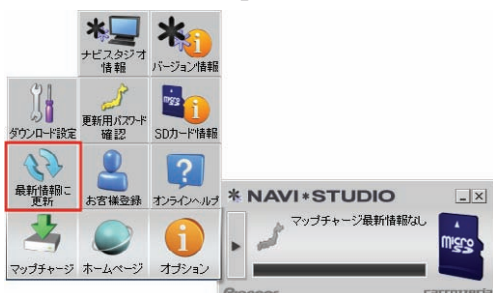 ナビスタジオ
情報
バージョン情報
ダウンロード設定
更新用パスワード
確認
microSD
SDカード情報
最新情報に
更新
お客様登録
オンラインヘルプ
マップチャージ
ホームページ
オプション
NAVI*STUDIO
マップチャージ最新情報なし
micro
Pioneer
carrozzeria